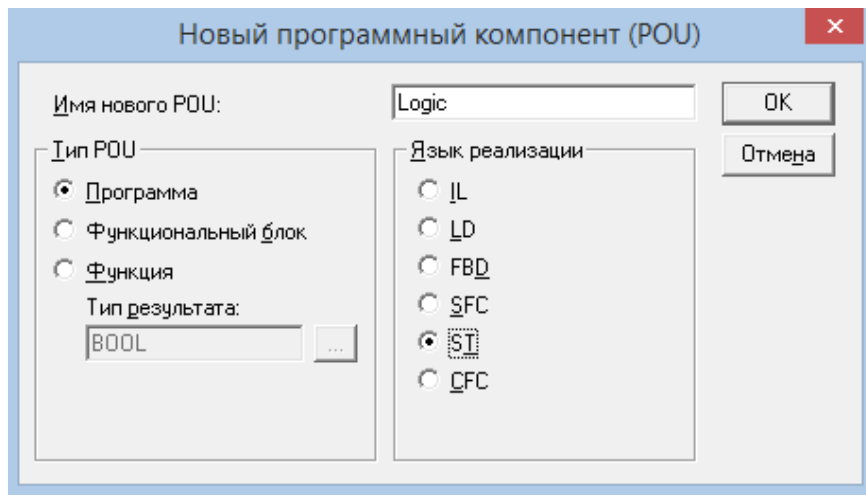 Новый программный компонент (POU)
×
Имя нового POU:
Logic
OK
Отмена
Тип POU
Программа
Функциональный блок
Функция
Тип результата:
BOOL
...
Язык реализации
IL
LD
FBD
SFC
ST
CFC